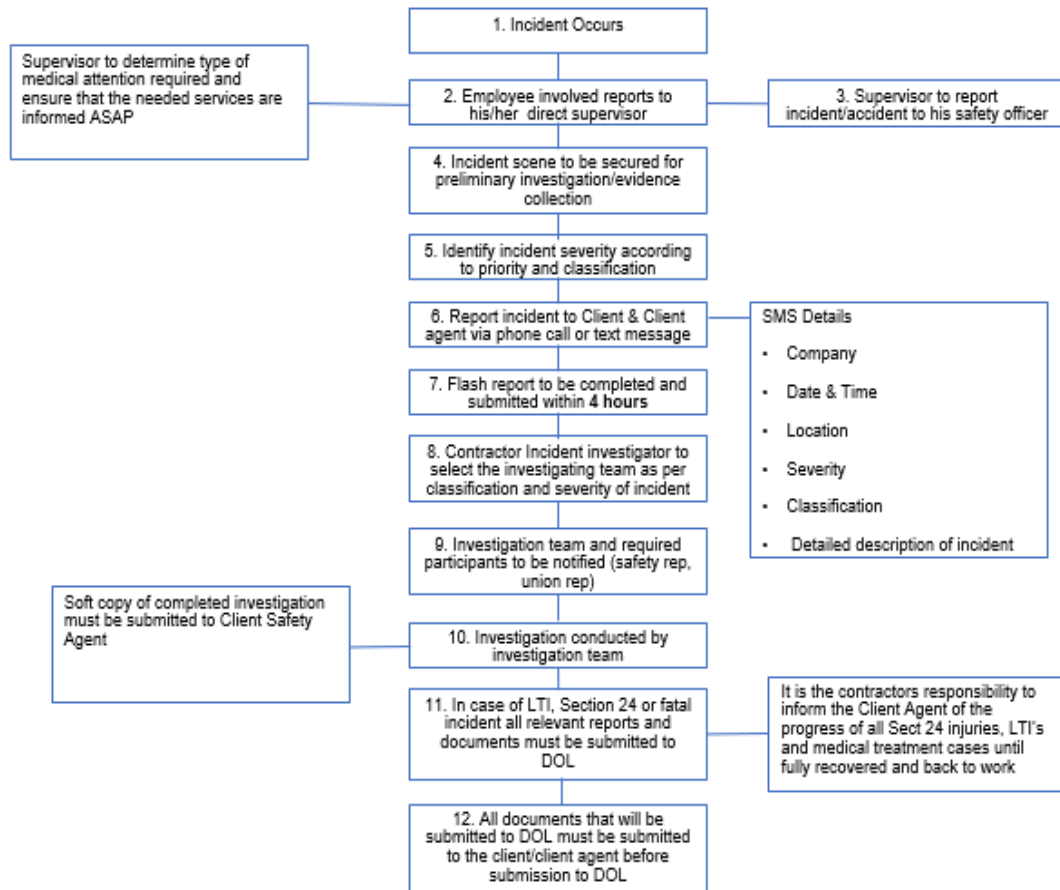 1. Incident Occurs
Supervisor to determine type of
medical attention required and
ensure that the needed services are
informed ASAP
2. Employee involved reports to
his/her direct supervisor
3. Supervisor to report
incident/accident to his safety officer
4. Incident scene to be secured for
preliminary investigation/evidence
collection
5. Identify incident severity according
to priority and classification
6. Report incident to Client & Client
agent via phone call or text message
SMS Details
▪ Company
▪ Date & Time
▪ Location
▪ Severity
▪ Classification
▪ Detailed description of incident
7. Flash report to be completed and
submitted within 4 hours
8. Contractor Incident investigator to
select the investigating team as per
classification and severity of incident
9. Investigation team and required
participants to be notified (safety rep,
union rep)
Soft copy of completed investigation
must be submitted to Client Safety
Agent
10. Investigation conducted by
investigation team
11. In case of LTI, Section 24 or fatal
incident all relevant reports and
documents must be submitted to
DOL
It is the contractors responsibility to
inform the Client Agent of the
progress of all Sect 24 injuries, LTI's
and medical treatment cases until
fully recovered and back to work
12. All documents that will be
submitted to DOL must be submitted
to the client/client agent before
submission to DOL